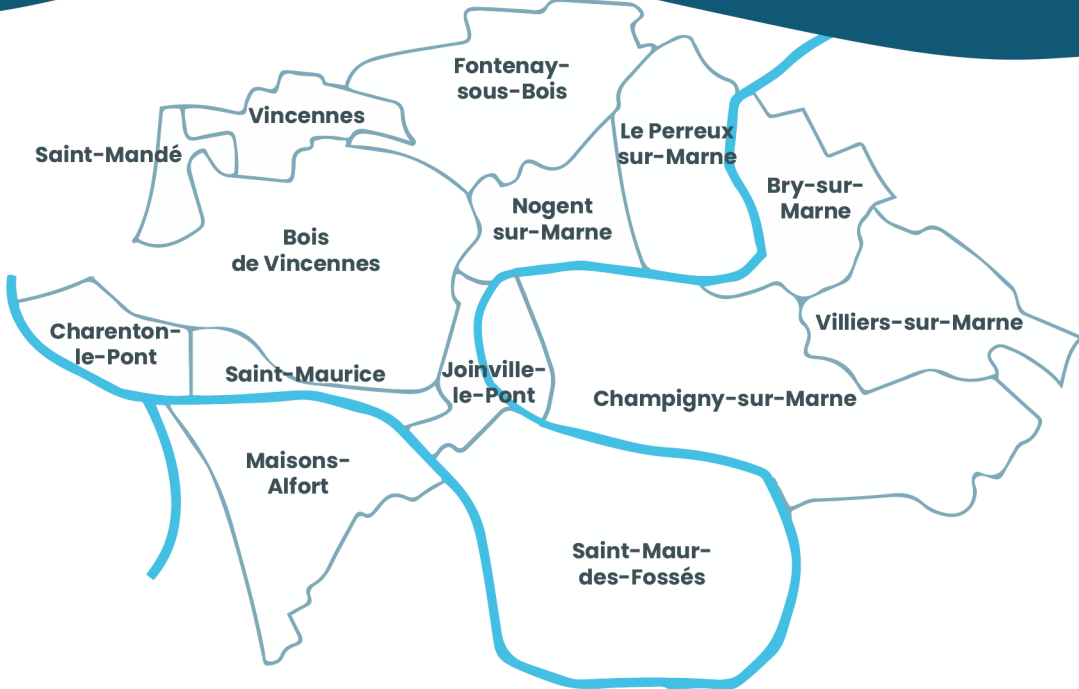 Fontenay-
sous-Bois
Vincennes
Le Perreux
sur-Marne
Saint-Mandé
Bry-sur-
Marne
Nogent
sur-Marne
Bois
de Vincennes
Villiers-sur-Marne
Charenton-
le-Pont
Saint-Maurice
Joinville-
le-Pont
Champigny-sur-Marne
Maisons-
Alfort
Saint-Maur-
des-Fossés